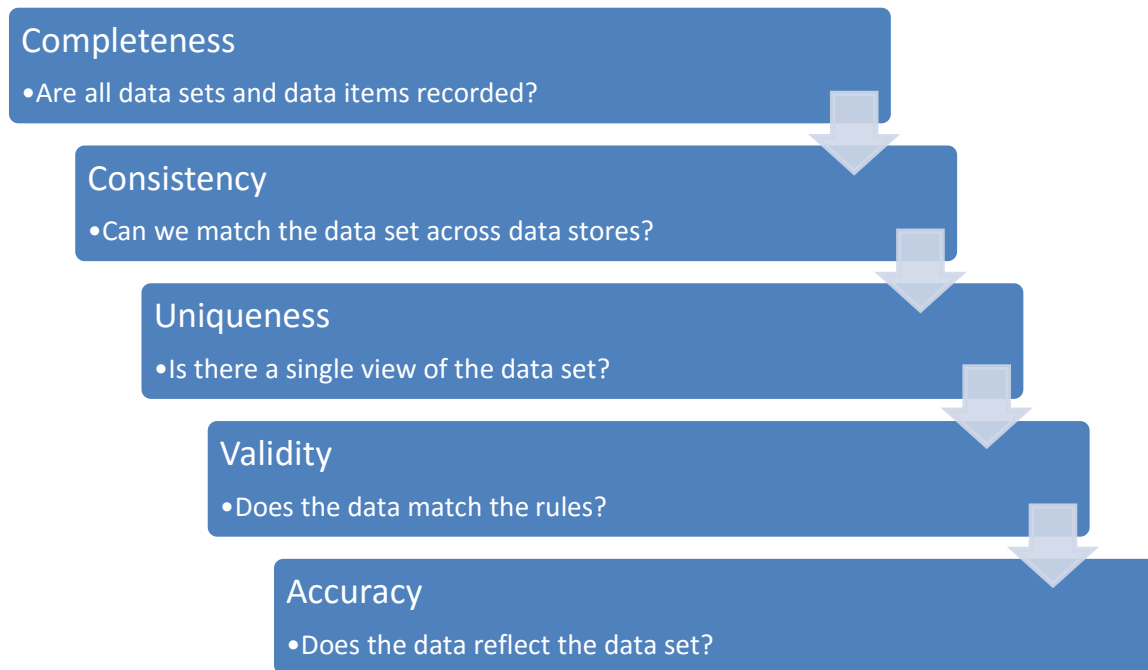 Completeness
•Are all data sets and data items recorded?
Consistency
•Can we match the data set across data stores?
Uniqueness
•Is there a single view of the data set?
Validity
•Does the data match the rules?
Accuracy
•Does the data reflect the data set?